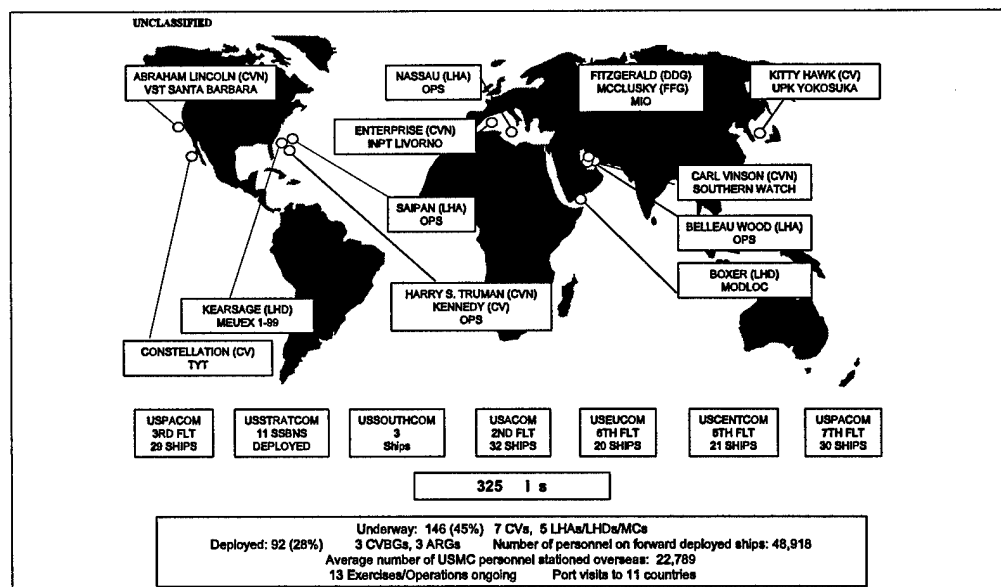 UNCLASSIFIED
ABRAHAM LINCOLN (CVN)
VST SANTA BARBARA
NASSAU (LHA)
OPS
FITZGERALD (DDG)
MCCLUSKY (FFG)
MIO
KITTY HAWK (CV)
UPK YOKOSUKA
ENTERPRISE (CVN)
INPT LIVORNO
CARL VINSON (CVN)
SOUTHERN WATCH
SAIPAN (LHA)
OPS
BELLEAU WOOD (LHA)
OPS
BOXER (LHD)
MODLOC
HARRY S. TRUMAN (CVN)
KENNEDY (CV)
OPS
KEARSAGE (LHD)
MEUEX 1-99
CONSTELLATION (CV)
TYT
USPACOM
3RD FLT
29 SHIPS
USSTRATCOM
11 SSBNS
DEPLOYED
USSOUTHCOM
3
Ships
USACOM
2ND FLT
32 SHIPS
USEUCOM
6TH FLT
20 SHIPS
USCENTCOM
5TH FLT
21 SHIPS
USPACOM
7TH FLT
30 SHIPS
325
Underway: 146 (45%) 7 CVs, 5 LHAs/LHDs/MCs
Deployed: 92 (28%) 3 CVBGs, 3 ARGs Number of personnel on forward deployed ships: 48,918
Average number of USMC personnel stationed overseas: 22,789
13 Exercises/Operations ongoing Port visits to 11 countries